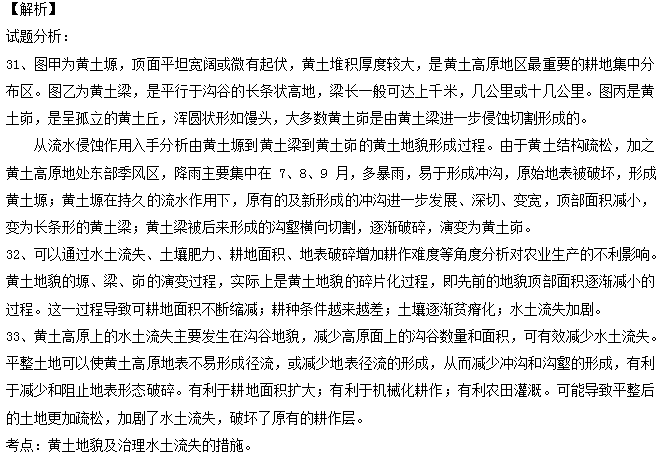 【解析】
试题分析：
31、图甲为黄土塬，顶面平坦宽阔或微有起伏，黄土堆积厚度较大，是黄土高原地区最重要的耕地集中分
布区。图乙为黄土梁，是平行于沟谷的长条状高地，梁长一般可达上千米，几公里或十几公里。图丙是黄
土峁，是呈孤立的黄土丘，浑圆状形如馒头，大多数黄土峁是由黄土梁进一步侵蚀切割形成的。
从流水侵蚀作用入手分析由黄土塬到黄土梁到黄土峁的黄土地貌形成过程。由于黄土结构疏松，加之
黄土高原地处东部季风区，降雨主要集中在 7、8、9 月，多暴雨，易于形成冲沟，原始地表被破坏，形成
黄土塬；黄土塬在持久的流水作用下，原有的及新形成的冲沟进一步发展、深切、变宽，顶部面积减小，
变为长条形的黄土梁；黄土梁被后来形成的沟壑横向切割，逐渐破碎，演变为黄土峁。
32、可以通过水土流失、土壤肥力、耕地面积、地表破碎增加耕作难度等角度分析对农业生产的不利影响。
黄土地貌的塬、梁、峁的演变过程，实际上是黄土地貌的碎片化过程，即先前的地貌顶部面积逐渐减小的
过程。这一过程导致可耕地面积不断缩减；耕种条件越来越差；土壤逐渐贫瘠化；水土流失加剧。
33、黄土高原上的水土流失主要发生在沟谷地貌，减少高原面上的沟谷数量和面积，可有效减少水土流失。
平整土地可以使黄土高原地表不易形成径流，或减少地表径流的形成，从而减少冲沟和沟壑的形成，有利
于减少和阻止地表形态破碎。有利于耕地面积扩大；有利于机械化耕作；有利农田灌溉。可能导致平整后
的土地更加疏松，加剧了水土流失，破坏了原有的耕作层。
考点：黄土地貌及治理水土流失的措施。